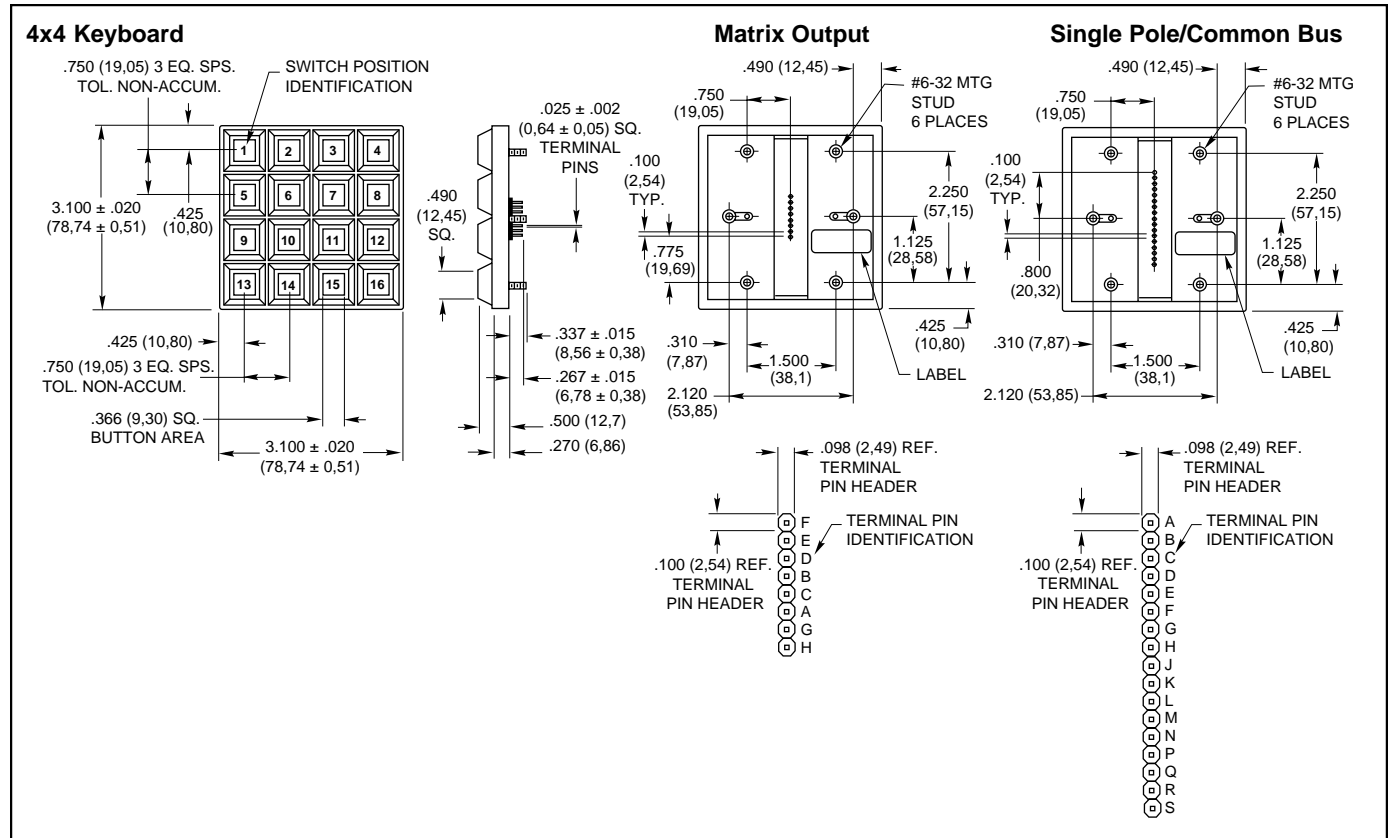 4x4 Keyboard
.750 (19,05) 3 EQ. SPS.
TOL. NON-ACCUM.
SWITCH POSITION
IDENTIFICATION
3.100 ± .020
(78,74 ± 0,51)
.425
(10,80)
1
2
3
4
5
6
7
8
9
10
11
12
13
14
15
16
.425 (10,80)
.750 (19,05) 3 EQ. SPS.
TOL. NON-ACCUM.
.366 (9,30) SQ.
BUTTON AREA
3.100 ± .020
(78,74 ± 0,51)
.025 ± .002
(0,64 ± 0,05) SQ.
TERMINAL
PINS
.490
(12,45)
SQ.
.337 ± .015
(8,56 ± 0,38)
.267 ± .015
(6,78 ± 0,38)
.500 (12,7)
.270 (6,86)
Matrix Output
.490 (12,45)
.750
(19,05)
#6-32 MTG
STUD
6 PLACES
.100
(2,54)
TYP.
2.250
(57,15)
1.125
(28,58)
.775
(19,69)
.425
(10,80)
.310
(7,87)
1.500
(38,1)
LABEL
2.120
(53,85)
.098 (2,49) REF.
TERMINAL
PIN HEADER
TERMINAL PIN
IDENTIFICATION
.100 (2,54) REF.
TERMINAL
PIN HEADER
F
E
D
B
C
A
G
H
Single Pole/Common Bus
.490 (12,45)
.750
(19,05)
#6-32 MTG
STUD
6 PLACES
.100
(2,54)
TYP.
2.250
(57,15)
1.125
(28,58)
.800
(20,32)
.425
(10,80)
.310 (7,87)
1.500
(38,1)
LABEL
2.120 (53,85)
.098 (2,49) REF.
TERMINAL
PIN HEADER
TERMINAL PIN
IDENTIFICATION
.100 (2,54) REF.
TERMINAL
PIN HEADER
A
B
C
D
E
F
G
H
J
K
L
M
N
P
Q
R
S